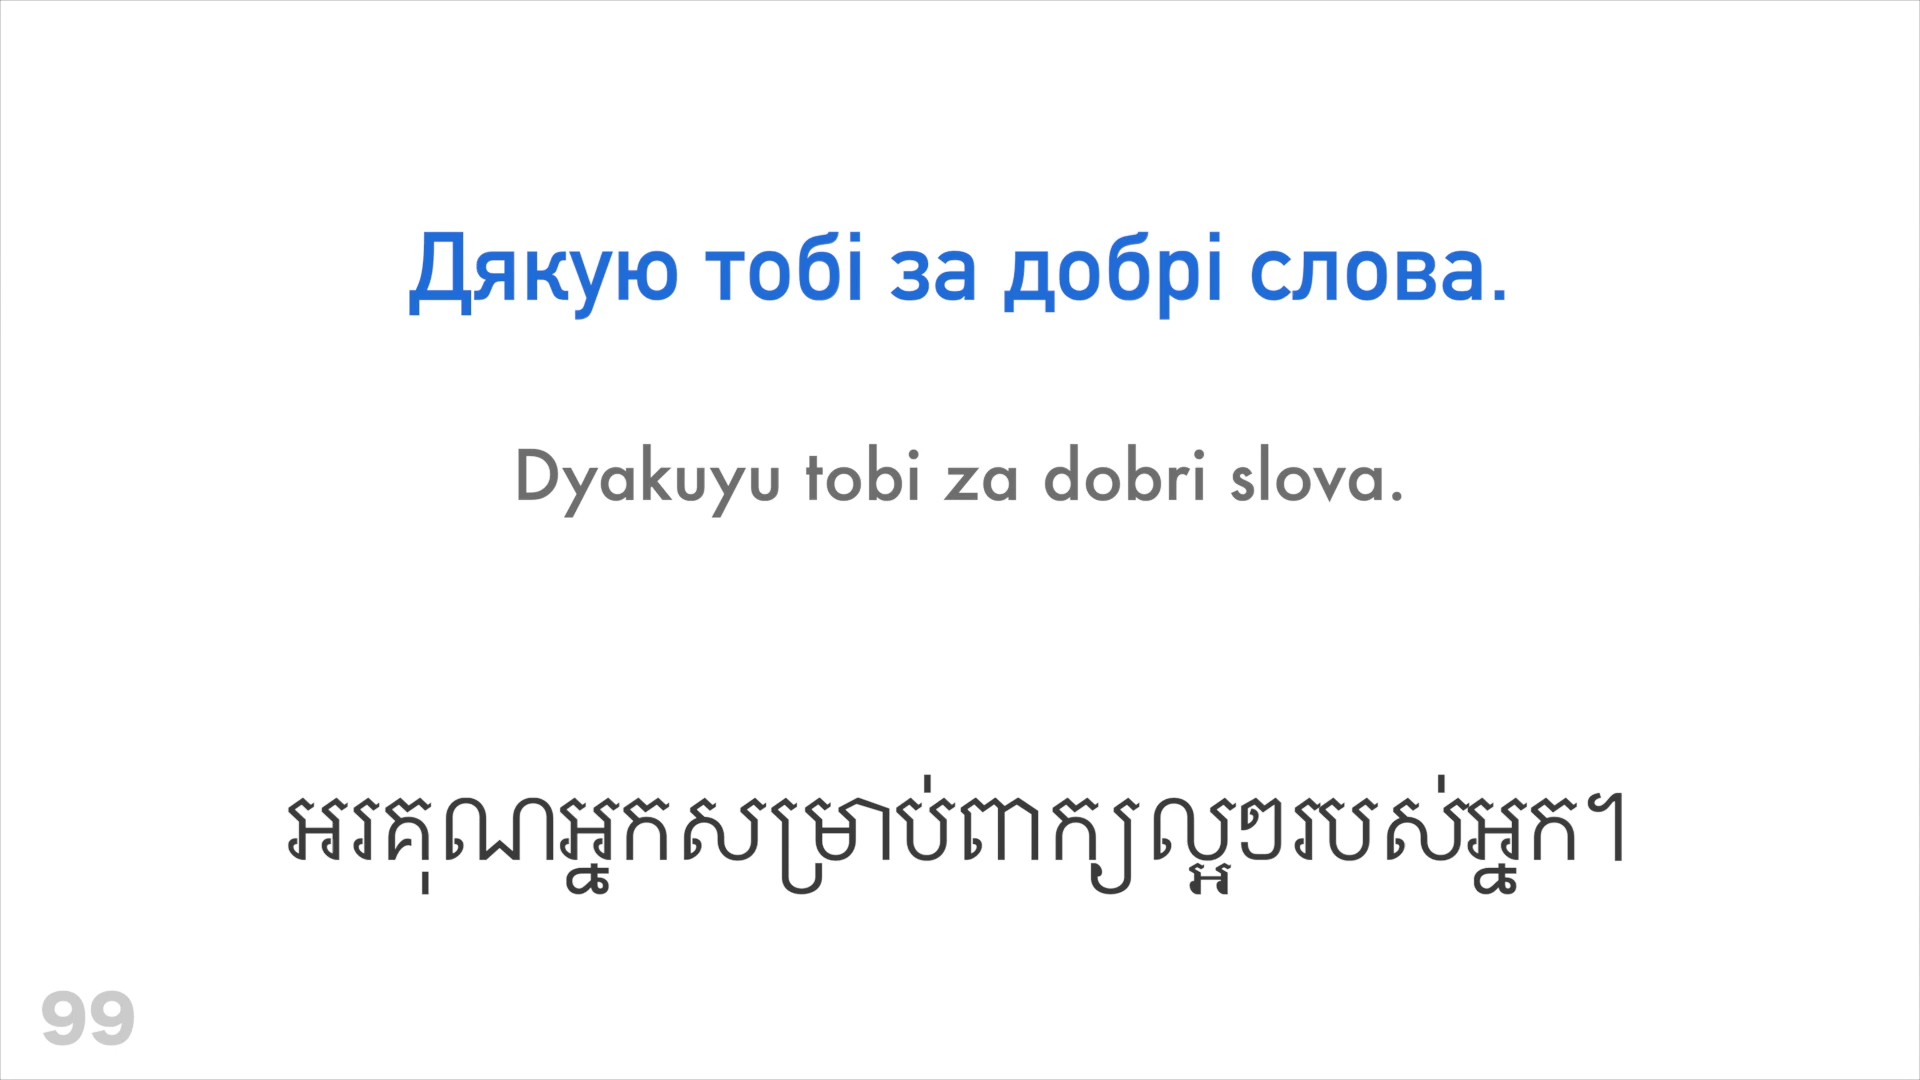 Дякую тобі за добрі слова.
Dyakuyu tobi za dobri slova.
អរគុណអ្នកសម្រាប់ពាក្យល្អៗរបស់អ្នក។
99